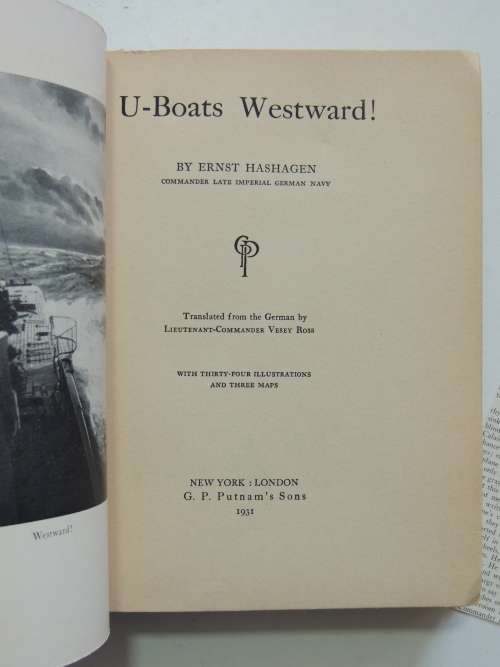 U-Boats Westward!
BY ERNST HASHAGEN
COMMANDER LATE IMPERIAL GERMAN NAVY
GPP
Translated from the German by
LIEUTENANT-COMMANDER VESEY ROSS
WITH THIRTY-FOUR ILLUSTRATIONS
AND THREE MAPS
NEW YORK : LONDON
G. P. Putnam's Sons
1931
Westward!